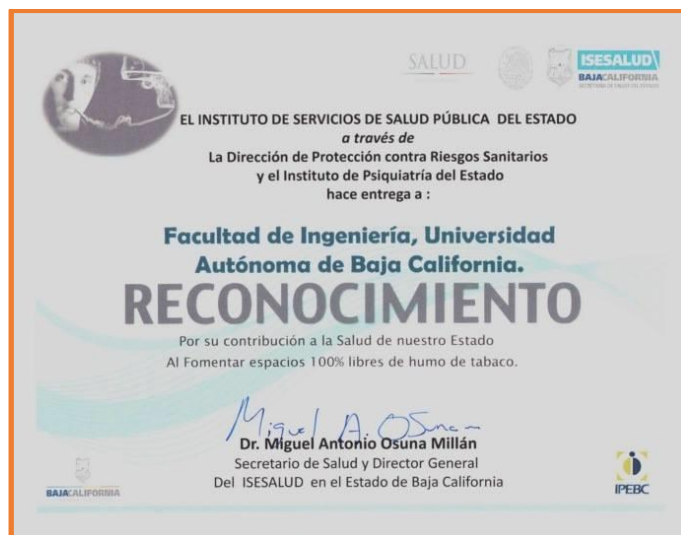 SALUD
ISESALUD
BAJACALIFORNIA
EL INSTITUTO DE SERVICIOS DE SALUD PÚBLICA DEL ESTADO
a través de
La Dirección de Protección contra Riesgos Sanitarios
y el Instituto de Psiquiatría del Estado
hace entrega a :
Facultad de Ingeniería, Universidad
Autónoma de Baja California.
RECONOCIMIENTO
Por su contribución a la Salud de nuestro Estado
Al Fomentar espacios 100% libres de humo de tabaco.
Miguel A. Osuna
Dr. Miguel Antonio Osuna Millán
Secretario de Salud y Director General
Del ISESALUD en el Estado de Baja California
BAJACALIFORNIA
IPEBC